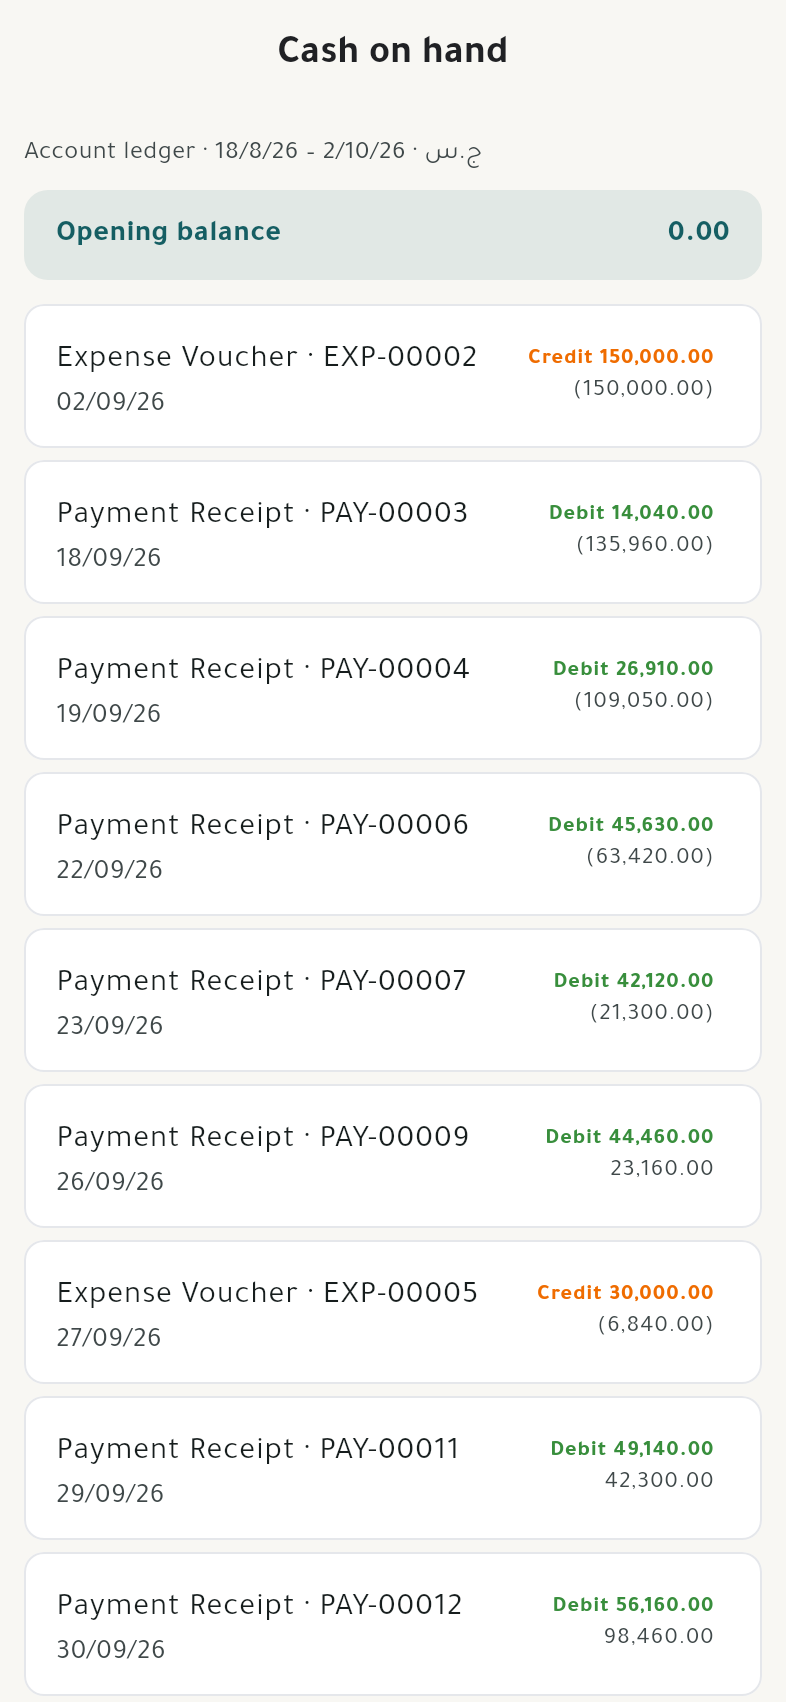 Cash on hand
Account ledger · 18/8/26 – 2/10/26 · ج.س
Opening balance 0.00
Expense Voucher · EXP-00002 Credit 150,000.00
02/09/26 (150,000.00)
Payment Receipt · PAY-00003 Debit 14,040.00
18/09/26 (135,960.00)
Payment Receipt · PAY-00004 Debit 26,910.00
19/09/26 (109,050.00)
Payment Receipt · PAY-00006 Debit 45,630.00
22/09/26 (63,420.00)
Payment Receipt · PAY-00007 Debit 42,120.00
23/09/26 (21,300.00)
Payment Receipt · PAY-00009 Debit 44,460.00
26/09/26 23,160.00
Expense Voucher · EXP-00005 Credit 30,000.00
27/09/26 (6,840.00)
Payment Receipt · PAY-00011 Debit 49,140.00
29/09/26 42,300.00
Payment Receipt · PAY-00012 Debit 56,160.00
30/09/26 98,460.00